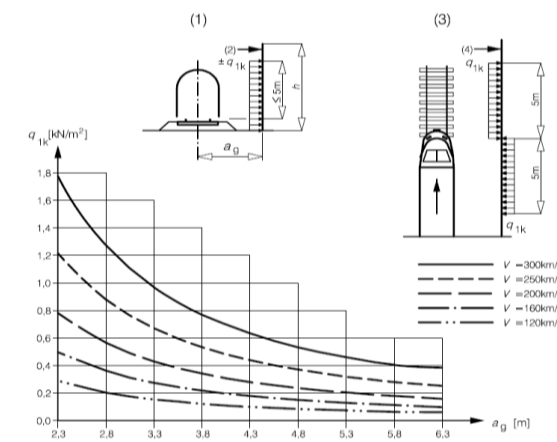 (1)
(3)
(2)
± q1k
≤ 5m
h
ag
(4)
q1k
5m
5m
q1k
q1k[kN/m²]
1,8
1,6
1,4
1,2
1,0
0,8
0,6
0,4
0,2
0,0
2,3 2,8 3,3 3,8 4,3 4,8 5,3 5,8 6,3
ag [m]
V =300km/
V =250km/
V =200km/
V =160km/
V =120km/